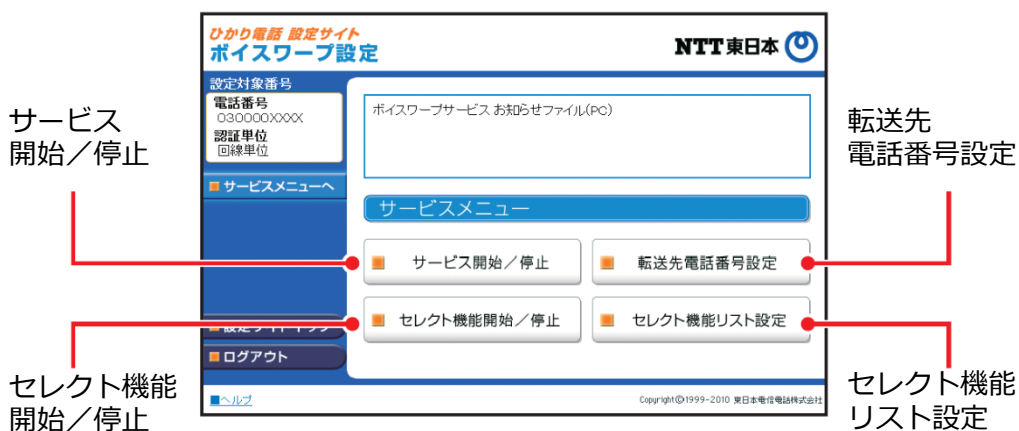 ひかり電話 設定サイト
ボイスワープ設定
NTT東日本
設定対象番号
電話番号
030000XXXX
認証単位
回線単位
サービスメニューへ
ボイスワープサービス お知らせファイル(PC)
サービスメニュー
サービス開始／停止
転送先電話番号設定
セレクト機能開始／停止
セレクト機能リスト設定
ログアウト
ヘルプ
Copyright©1999-2010 東日本電信電話株式会社
サービス
開始／停止
転送先
電話番号設定
セレクト機能
開始／停止
セレクト機能
リスト設定